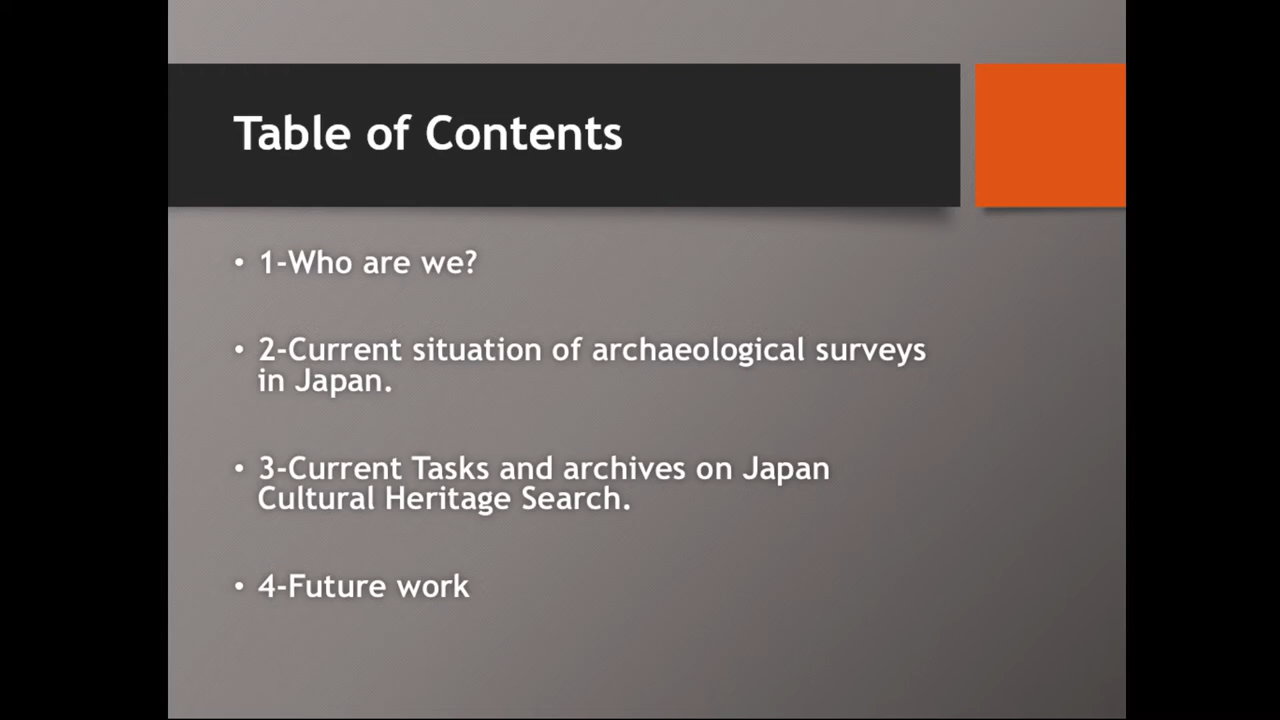 Table of Contents
• 1-Who are we?
• 2-Current situation of archaeological surveys
in Japan.
• 3-Current Tasks and archives on Japan
Cultural Heritage Search.
• 4-Future work